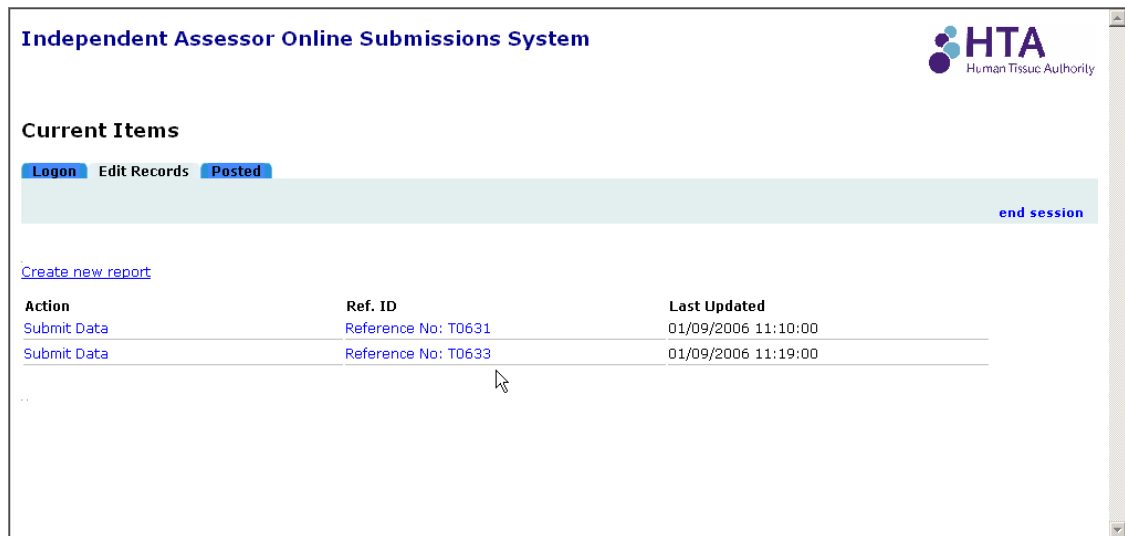 Independent Assessor Online Submissions System
HTA
Human Tissue Authority
Current Items
Logon Edit Records Posted
end session
Create new report
Action Ref. ID Last Updated
Submit Data Reference No: T0631 01/09/2006 11:10:00
Submit Data Reference No: T0633 01/09/2006 11:19:00